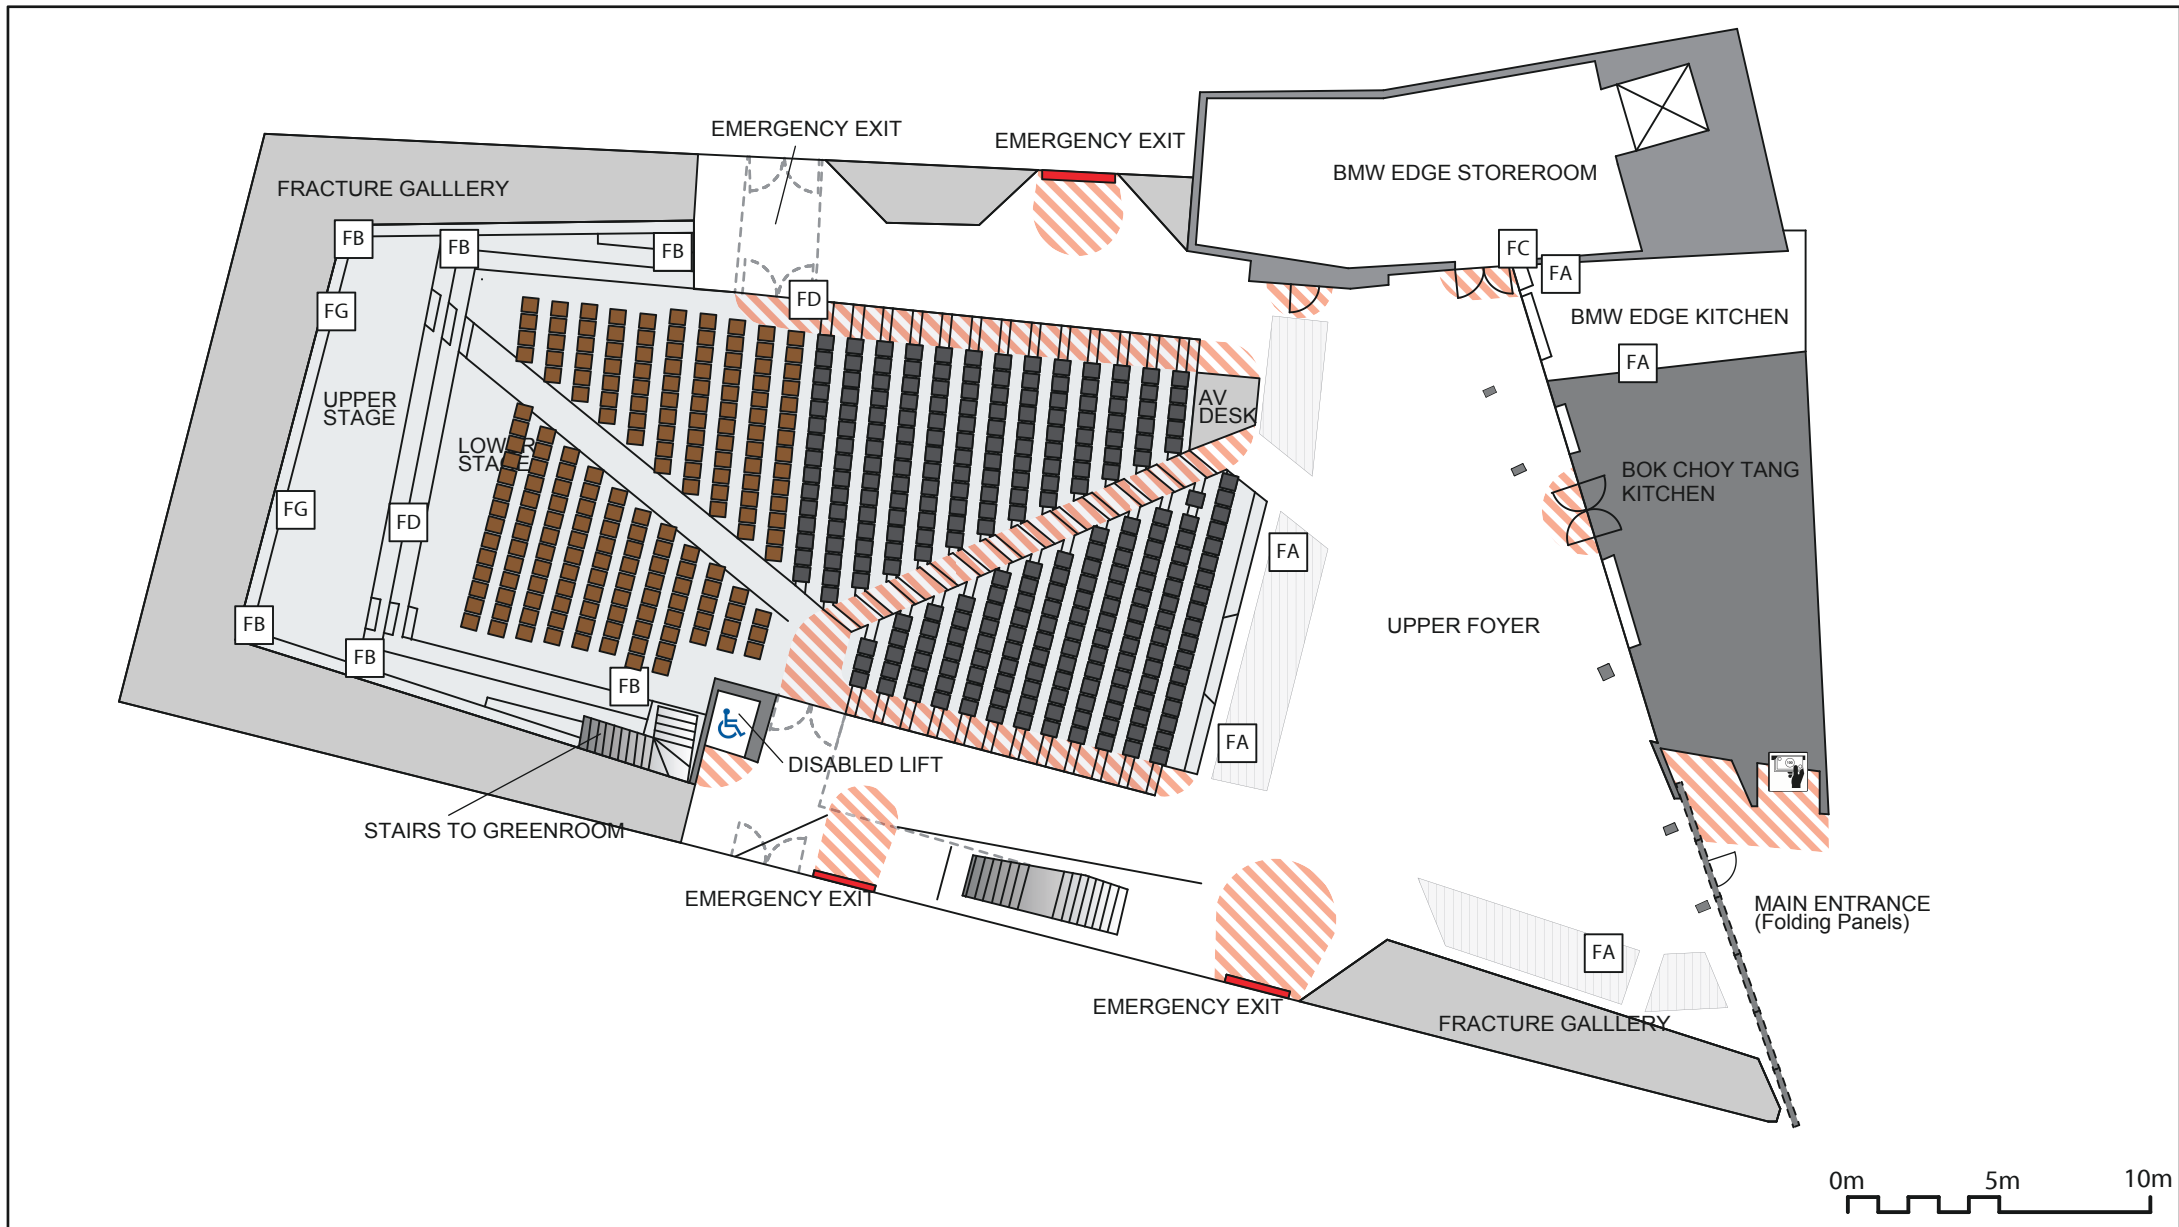 EMERGENCY EXIT
EMERGENCY EXIT
BMW EDGE STOREROOM
FRACTURE GALLLERY
FB
FB
FB
FC
FA
FD
FG
BMW EDGE KITCHEN
FA
UPPER
STAGE
AV
DESK
LOWER
STAGE
BOK CHOY TANG
KITCHEN
FG
FD
FA
FB
UPPER FOYER
FB
FB
FA
DISABLED LIFT
STAIRS TO GREENROOM
EMERGENCY EXIT
MAIN ENTRANCE
(Folding Panels)
FA
EMERGENCY EXIT
FRACTURE GALLLERY
0m 5m 10m